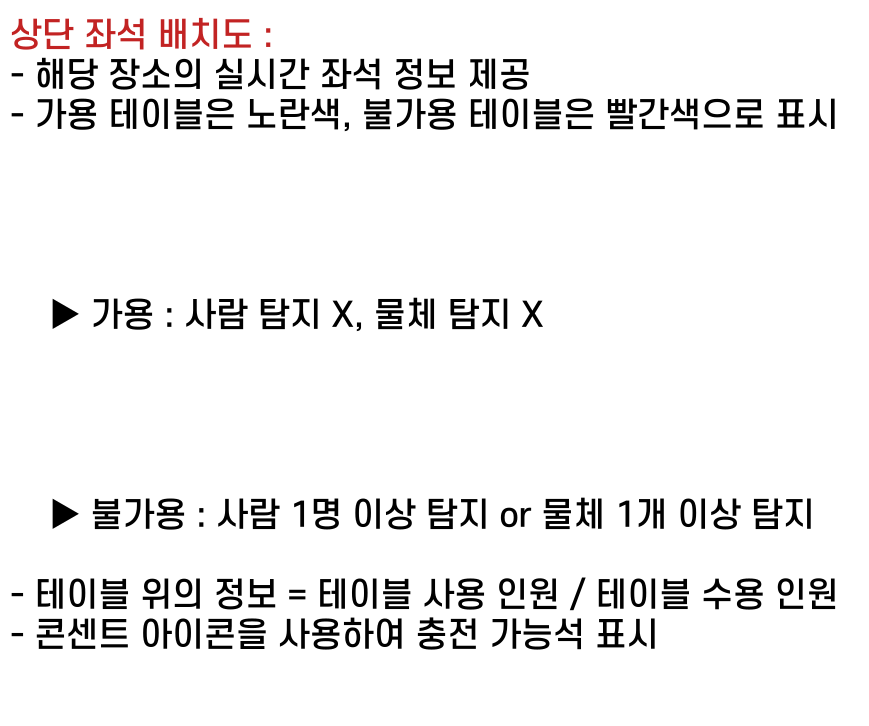 상단 좌석 배치도 :
- 해당 장소의 실시간 좌석 정보 제공
- 가용 테이블은 노란색, 불가용 테이블은 빨간색으로 표시
▶ 가용 : 사람 탐지 X, 물체 탐지 X
▶ 불가용 : 사람 1명 이상 탐지 or 물체 1개 이상 탐지
- 테이블 위의 정보 = 테이블 사용 인원 / 테이블 수용 인원
- 콘센트 아이콘을 사용하여 충전 가능석 표시